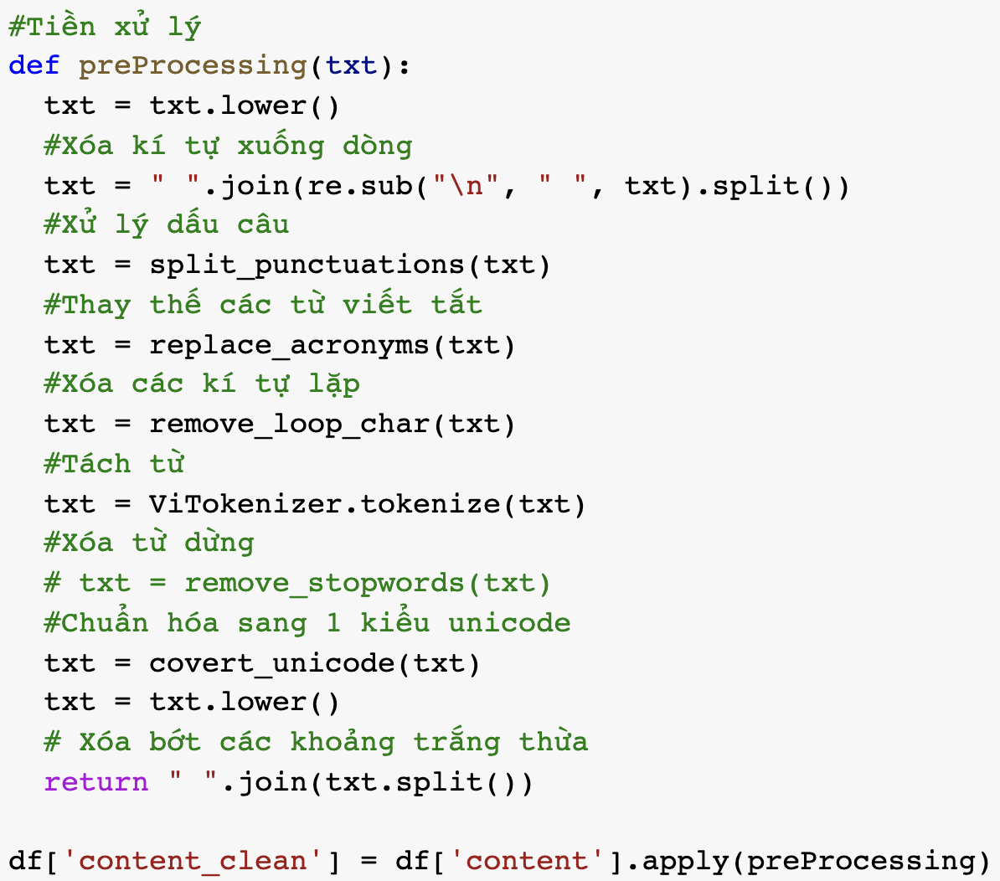 #Tiền xử lý
def preProcessing(txt):
  txt = txt.lower()
  #Xóa kí tự xuống dòng
  txt = " ".join(re.sub("\n", " ", txt).split())
  #Xử lý dấu câu
  txt = split_punctuations(txt)
  #Thay thế các từ viết tắt
  txt = replace_acronyms(txt)
  #Xóa các kí tự lặp
  txt = remove_loop_char(txt)
  #Tách từ
  txt = ViTokenizer.tokenize(txt)
  #Xóa từ dừng
  # txt = remove_stopwords(txt)
  #Chuẩn hóa sang 1 kiểu unicode
  txt = covert_unicode(txt)
  txt = txt.lower()
  # Xóa bớt các khoảng trắng thừa
  return " ".join(txt.split())

df['content_clean'] = df['content'].apply(preProcessing)